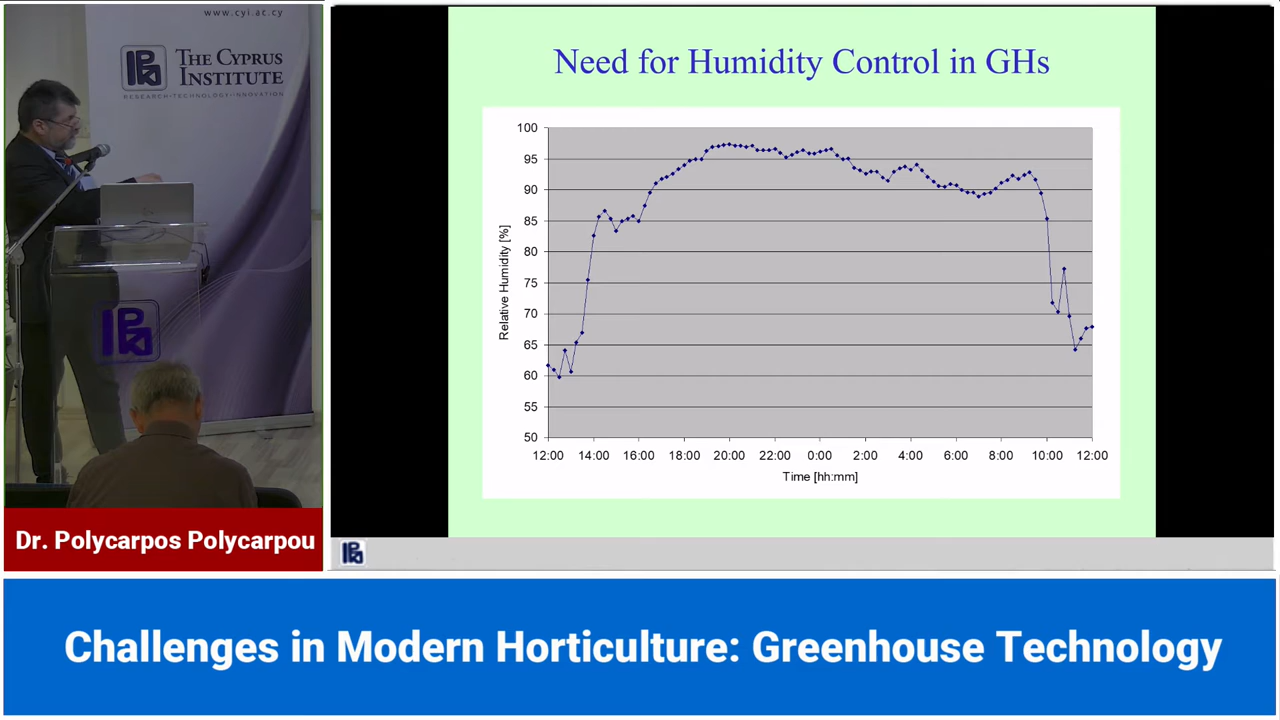 www.cyi.ac.cy
THE CYPRUS
INSTITUTE
RESEARCH•TECHNOLOGY•INNOVATION
Need for Humidity Control in GHs
100
95
90
85
80
75
70
65
60
55
50
Relative Humidity [%]
12:00 14:00 16:00 18:00 20:00 22:00 0:00 2:00 4:00 6:00 8:00 10:00 12:00
Time [hh:mm]
Dr. Polycarpos Polycarpou
Challenges in Modern Horticulture: Greenhouse Technology